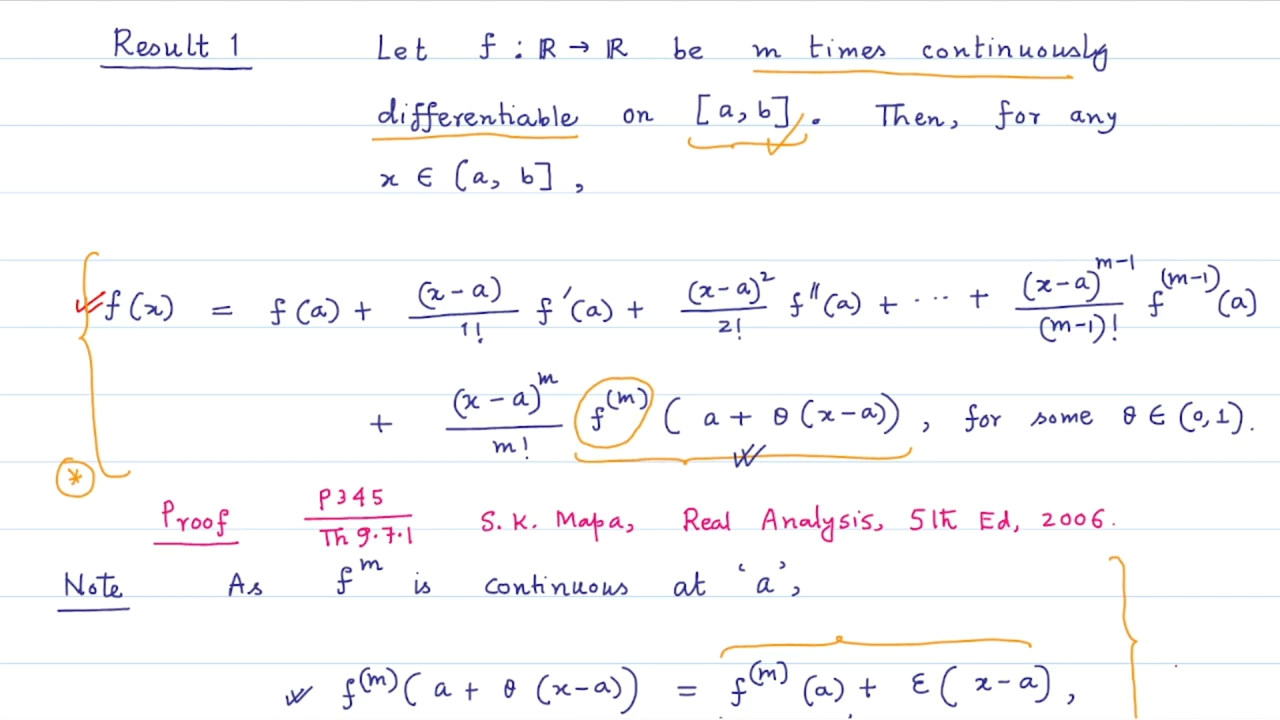 Result 1 Let f : ℝ → ℝ be m times continuously
differentiable on [a, b]. Then, for any
x ∈ (a, b],
f(x) = f(a) + (x-a)/1! f'(a) + (x-a)²/2! f''(a) + ... + (x-a)^(m-1)/(m-1)! f^(m-1)(a)
+ (x-a)^m/m! f^(m) (a + θ(x-a)), for some θ ∈ (0,1).
*
Proof P345/Th 9.7.1 S. K. Mapa, Real Analysis, 5th Ed, 2006.
Note As f^m is continuous at 'a',
f^(m)(a + θ(x-a)) = f^(m)(a) + ε(x-a),